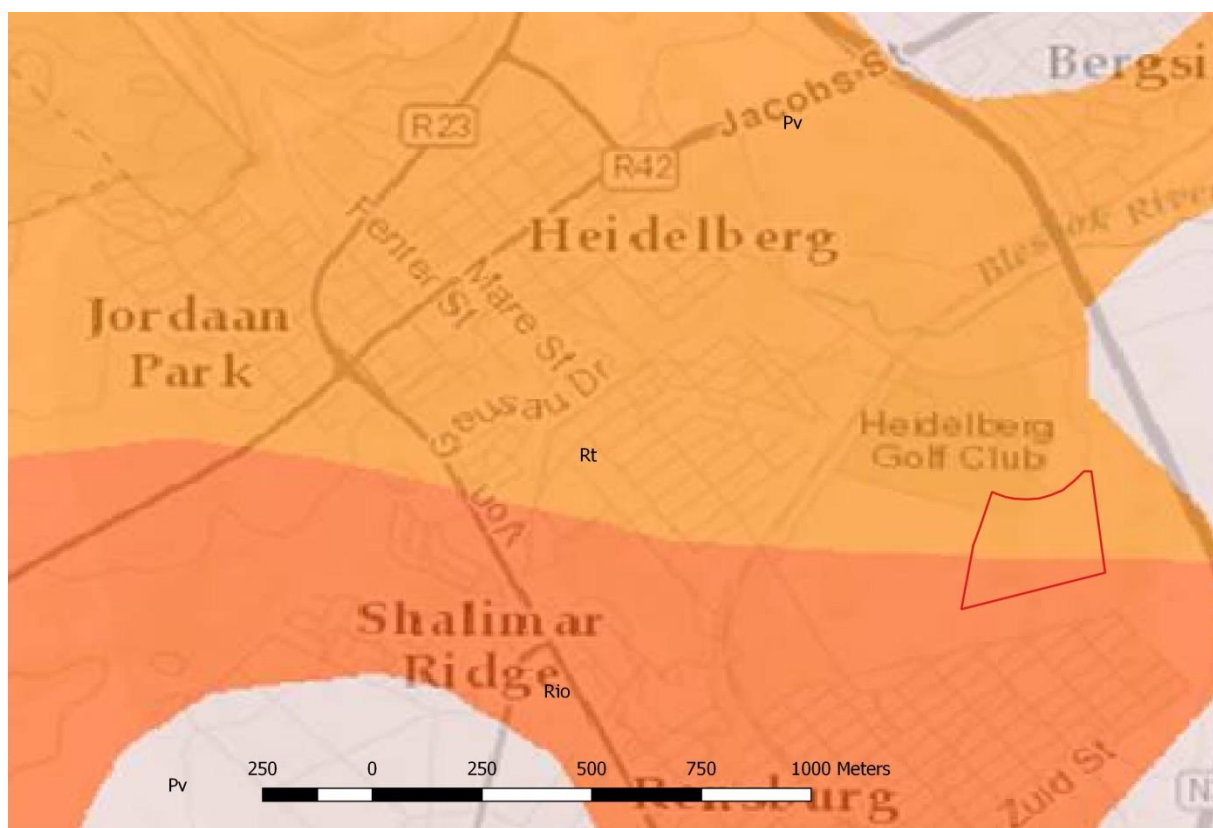 Bergsi
R23
Jacobs St
Pv
R42
Fenter St
Heidelberg
Mare St
Blesbok River
Jordaan
Park
Dr
Heidelberg
Golf Club
Rt
Von
Shalimar
Ridge
Rio
Pv
250 0 250 500 750 1000 Meters
Rensburg
Zuid St
N